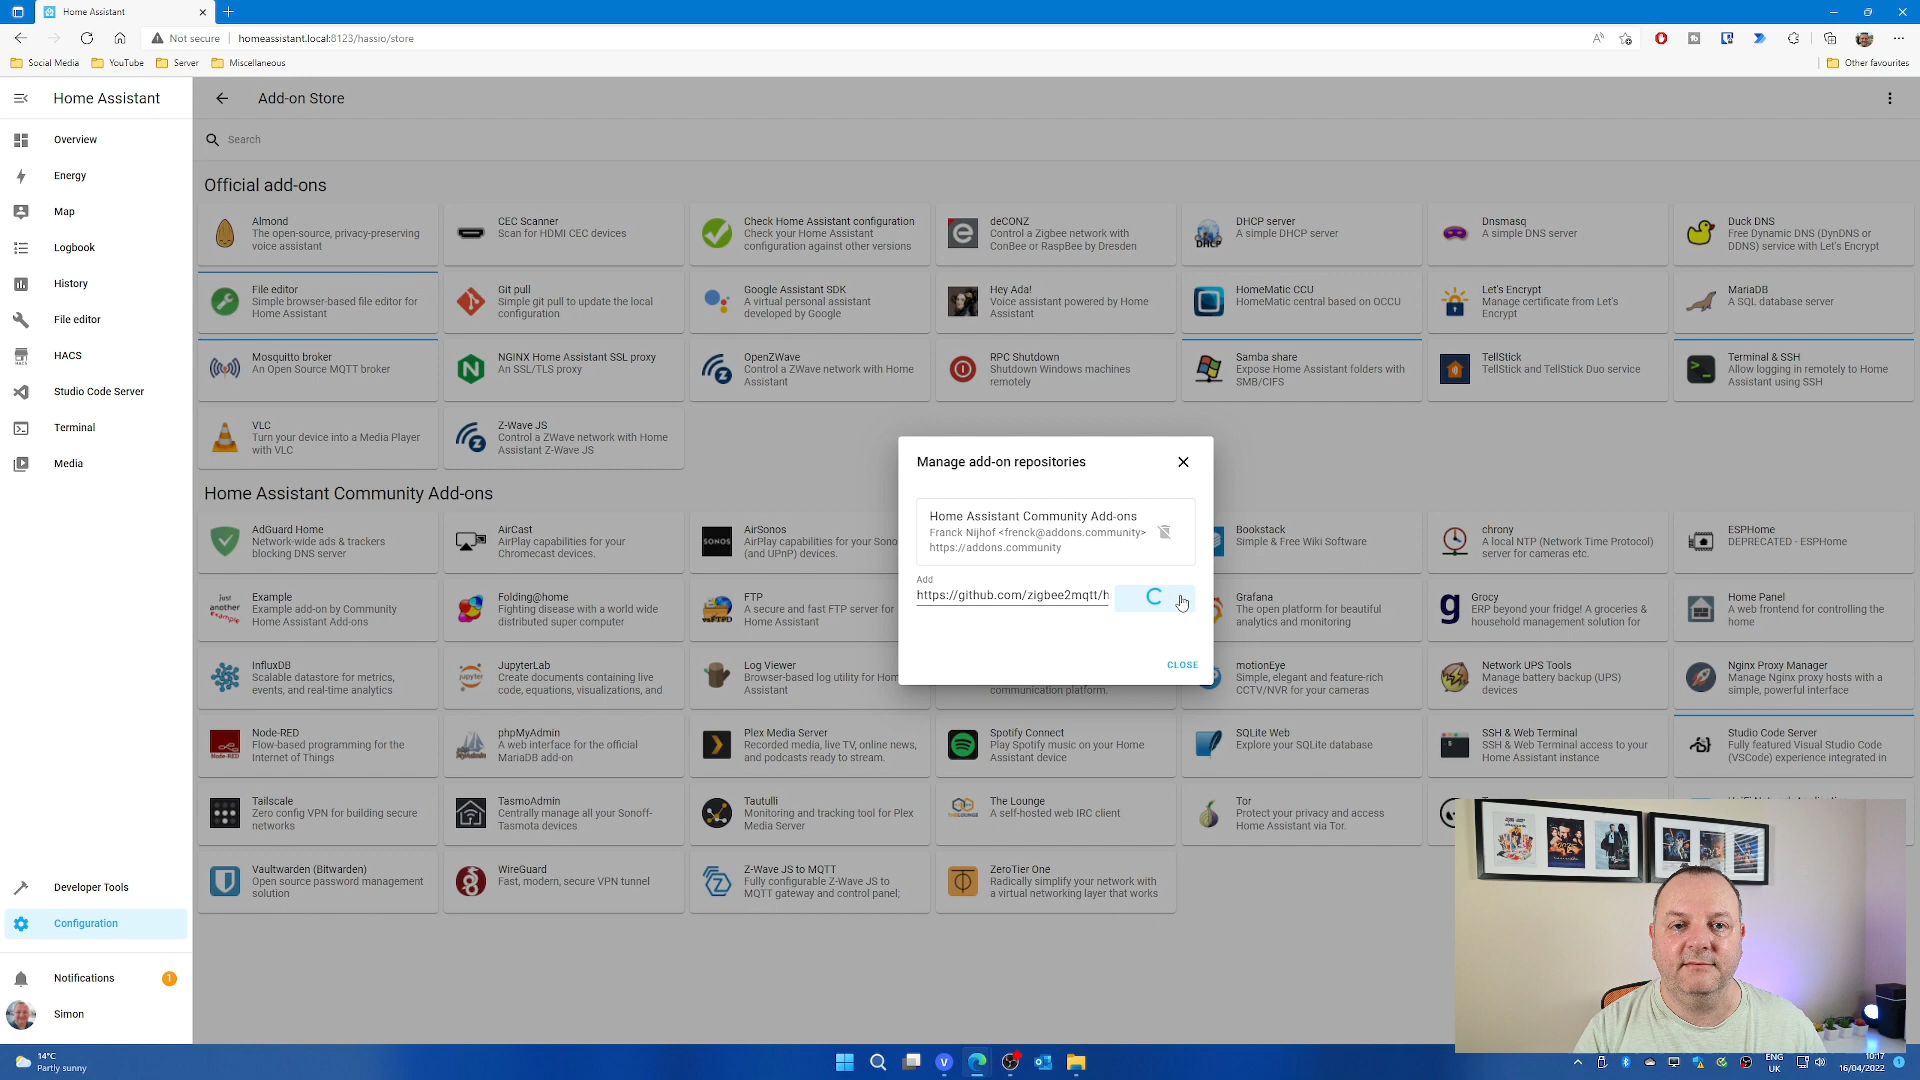 Home Assistant
Not secure
homeassistant.local:8123/hassio/store
Social Media
YouTube
Server
Miscellaneous
Other favourites
Home Assistant
Add-on Store
Search
Overview
Energy
Map
Logbook
History
File editor
HACS
Studio Code Server
Terminal
Media
Developer Tools
Configuration
Notifications
1
Simon
Official add-ons
Almond
The open-source, privacy-preserving
voice assistant
CEC Scanner
Scan for HDMI CEC devices
Check Home Assistant configuration
Check your Home Assistant
configuration against other versions
deCONZ
Control a Zigbee network with
ConBee or RaspBee by Dresden
DHCP
DHCP server
A simple DHCP server
Dnsmasq
A simple DNS server
Duck DNS
Free Dynamic DNS (DynDNS or
DDNS) service with Let's Encrypt
File editor
Simple browser-based file editor for
Home Assistant
Git pull
Simple git pull to update the local
configuration
Google Assistant SDK
A virtual personal assistant
developed by Google
Hey Ada!
Voice assistant powered by Home
Assistant
HomeMatic CCU
HomeMatic central based on OCCU
Let's Encrypt
Manage certificate from Let's
Encrypt
MariaDB
A SQL database server
Mosquitto broker
An Open Source MQTT broker
NGINX Home Assistant SSL proxy
An SSL/TLS proxy
OpenZWave
Control a ZWave network with Home
Assistant
RPC Shutdown
Shutdown Windows machines
remotely
Samba share
Expose Home Assistant folders with
SMB/CIFS
TellStick
TellStick and TellStick Duo service
Terminal & SSH
Allow logging in remotely to Home
Assistant using SSH
VLC
Turn your device into a Media Player
with VLC
Z-Wave JS
Control a ZWave network with Home
Assistant Z-Wave JS
Manage add-on repositories
Home Assistant Community Add-ons
Franck Nijhof <frenck@addons.community>
https://addons.community
Add
https://github.com/zigbee2mqtt/h
CLOSE
Home Assistant Community Add-ons
AdGuard Home
Network-wide ads & trackers
blocking DNS server
AirCast
AirPlay capabilities for your
Chromecast devices.
SONOS
AirSonos
AirPlay capabilities for your Sono
(and UPnP) devices.
Bookstack
Simple & Free Wiki Software
chrony
A local NTP (Network Time Protocol)
server for cameras etc.
ESPHome
DEPRECATED - ESPHome
just
another
example
Example
Example add-on by Community
Home Assistant Add-ons
Folding@home
Fighting disease with a world wide
distributed super computer
vsFTPD
FTP
A secure and fast FTP server for
Home Assistant
Grafana
The open platform for beautiful
analytics and monitoring
Grocy
ERP beyond your fridge! A groceries &
household management solution for
Home Panel
A web frontend for controlling the
home
InfluxDB
Scalable datastore for metrics,
events, and real-time analytics
jupyter
JupyterLab
Create documents containing live
code, equations, visualizations, and
Log Viewer
Browser-based log utility for Hom
Assistant
communication platform.
motionEye
Simple, elegant and feature-rich
CCTV/NVR for your cameras
Network UPS Tools
Manage battery backup (UPS)
devices
Nginx Proxy Manager
Manage Nginx proxy hosts with a
simple, powerful interface
Node-RED
Node-RED
Flow-based programming for the
Internet of Things
phpMyAdmin
A web interface for the official
MariaDB add-on
Plex Media Server
Recorded media, live TV, online news,
and podcasts ready to stream.
Spotify Connect
Play Spotify music on your Home
Assistant device
SQLite Web
Explore your SQLite database
SSH & Web Terminal
SSH & Web Terminal access to your
Home Assistant instance
Studio Code Server
Fully featured Visual Studio Code
(VSCode) experience integrated in
Tailscale
Zero config VPN for building secure
networks
TasmoAdmin
Centrally manage all your Sonoff-
Tasmota devices
Tautulli
Monitoring and tracking tool for Plex
Media Server
THELOUNGE
The Lounge
A self-hosted web IRC client
Tor
Protect your privacy and access
Home Assistant via Tor.
Vaultwarden (Bitwarden)
Open source password management
solution
WireGuard
Fast, modern, secure VPN tunnel
Z-Wave JS to MQTT
Fully configurable Z-Wave JS to
MQTT gateway and control panel;
ZeroTier One
Radically simplify your network with
a virtual networking layer that works
14°C
Partly sunny
ENG
UK
10:17
16/04/2022
1